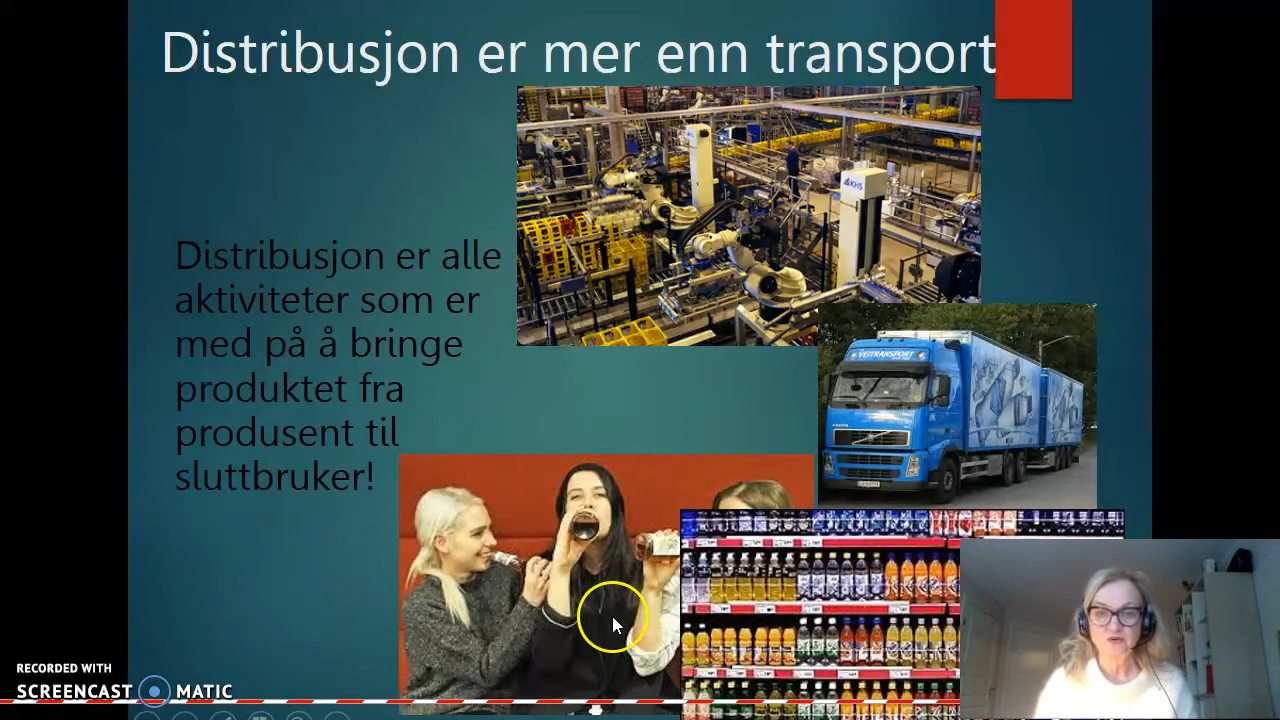 Distribusjon er mer enn transport
KHS
Distribusjon er alle
aktiviteter som er
med på å bringe
produktet fra
produsent til
sluttbruker!
VEITRANSPORT
VOLVO
RECORDED WITH
SCREENCAST MATIC